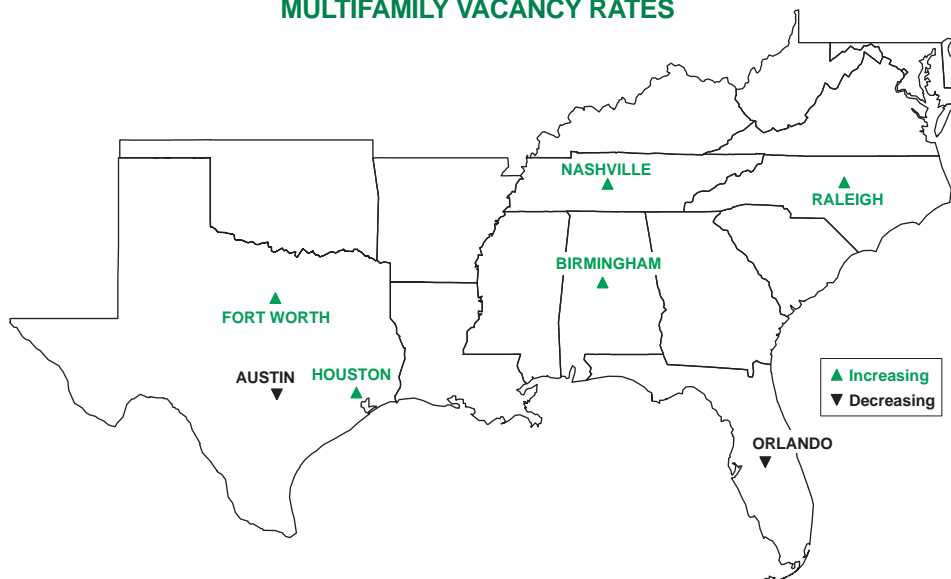 MULTIFAMILY VACANCY RATES
NASHVILLE
RALEIGH
BIRMINGHAM
FORT WORTH
AUSTIN
HOUSTON
▲ Increasing
▼ Decreasing
ORLANDO